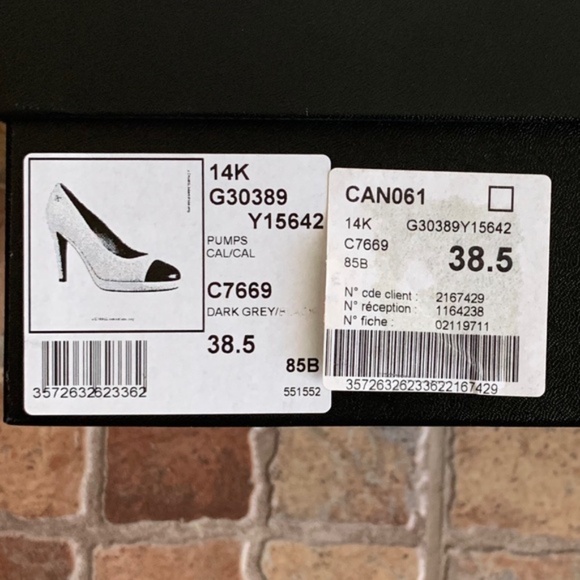 14K
G30389
Y15642
PUMPS
CAL/CAL
C7669
DARK GREY/
38.5
85B
3572632623362
551552
CAN061
14K G30389Y15642
C7669
85B 38.5
N° cde client : 2167429
N° réception : 1164238
N° fiche : 02119711
35726326233622167429